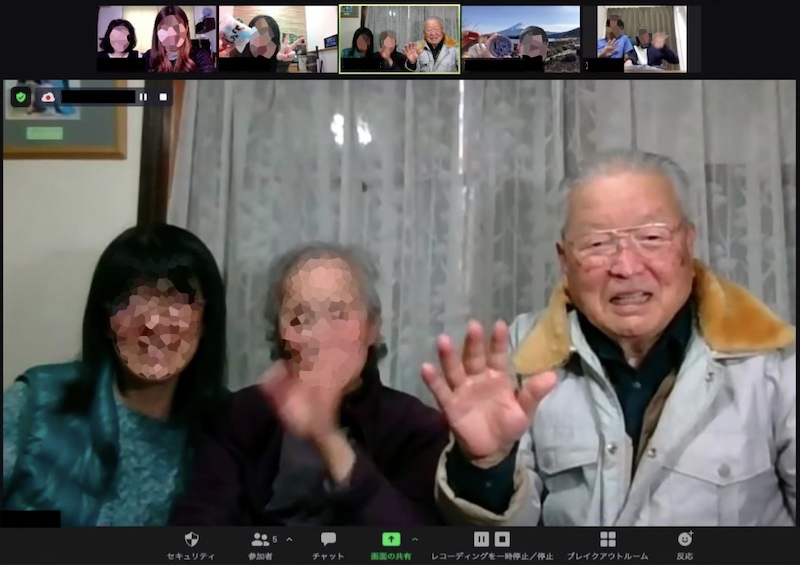 セキュリティ
参加者 5
チャット
画面の共有
レコーディングを一時停止/停止
ブレイクアウトルーム
反応